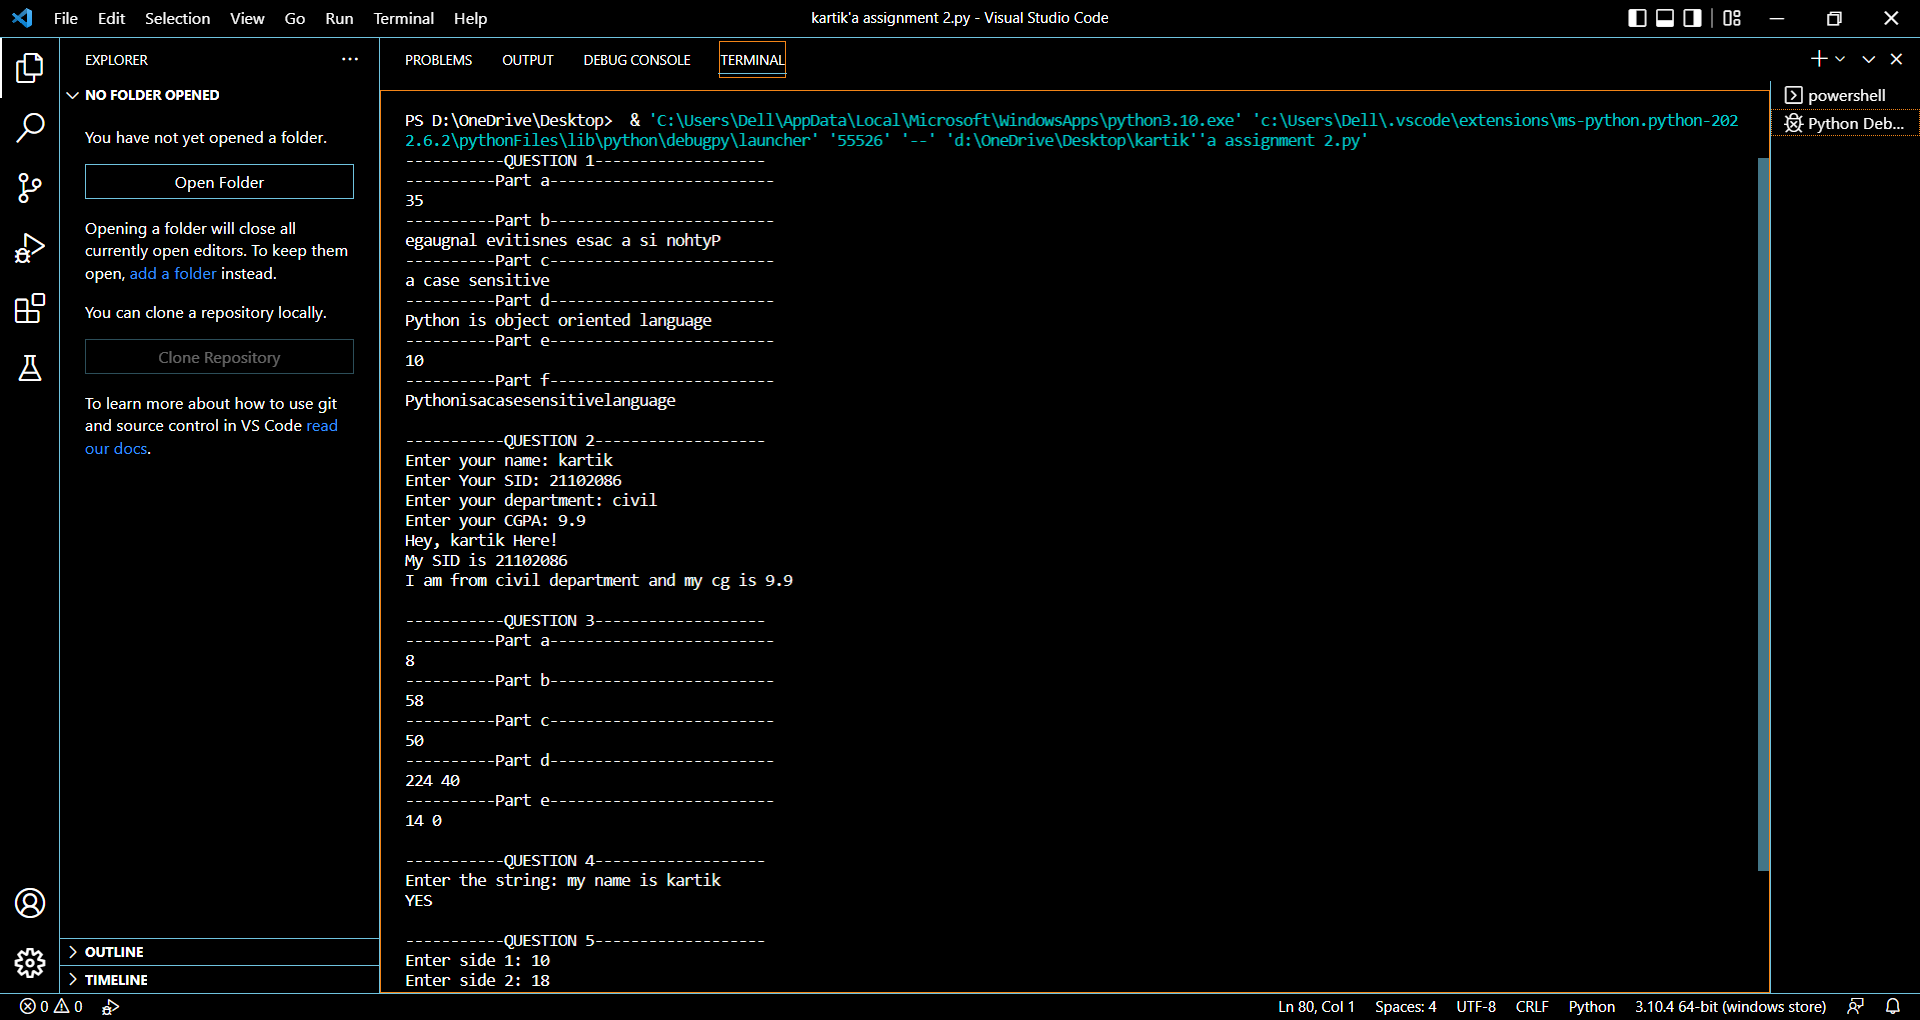 File Edit Selection View Go Run Terminal Help
kartik'a assignment 2.py - Visual Studio Code
EXPLORER
NO FOLDER OPENED
You have not yet opened a folder.
Open Folder
Opening a folder will close all
currently open editors. To keep them
open, add a folder instead.
You can clone a repository locally.
Clone Repository
To learn more about how to use git
and source control in VS Code read
our docs.
OUTLINE
TIMELINE
PROBLEMS OUTPUT DEBUG CONSOLE TERMINAL
PS D:\OneDrive\Desktop>  & 'C:\Users\Dell\AppData\Local\Microsoft\WindowsApps\python3.10.exe' 'c:\Users\Dell\.vscode\extensions\ms-python.python-202
2.6.2\pythonFiles\lib\python\debugpy\launcher' '55526' '--' 'd:\OneDrive\Desktop\kartik''a assignment 2.py'
-----------QUESTION 1-------------------
----------Part a-------------------------
35
----------Part b-------------------------
egaugnal evitisnes esac a si nohtyP
----------Part c-------------------------
a case sensitive
----------Part d-------------------------
Python is object oriented language
----------Part e-------------------------
10
----------Part f-------------------------
Pythonisacasesensitivelanguage
-----------QUESTION 2-------------------
Enter your name: kartik
Enter Your SID: 21102086
Enter your department: civil
Enter your CGPA: 9.9
Hey, kartik Here!
My SID is 21102086
I am from civil department and my cg is 9.9
-----------QUESTION 3-------------------
----------Part a-------------------------
8
----------Part b-------------------------
58
----------Part c-------------------------
50
----------Part d-------------------------
224 40
----------Part e-------------------------
14 0
-----------QUESTION 4-------------------
Enter the string: my name is kartik
YES
-----------QUESTION 5-------------------
Enter side 1: 10
Enter side 2: 18
powershell
Python Deb...
0 0
Ln 80, Col 1 Spaces: 4 UTF-8 CRLF Python 3.10.4 64-bit (windows store)